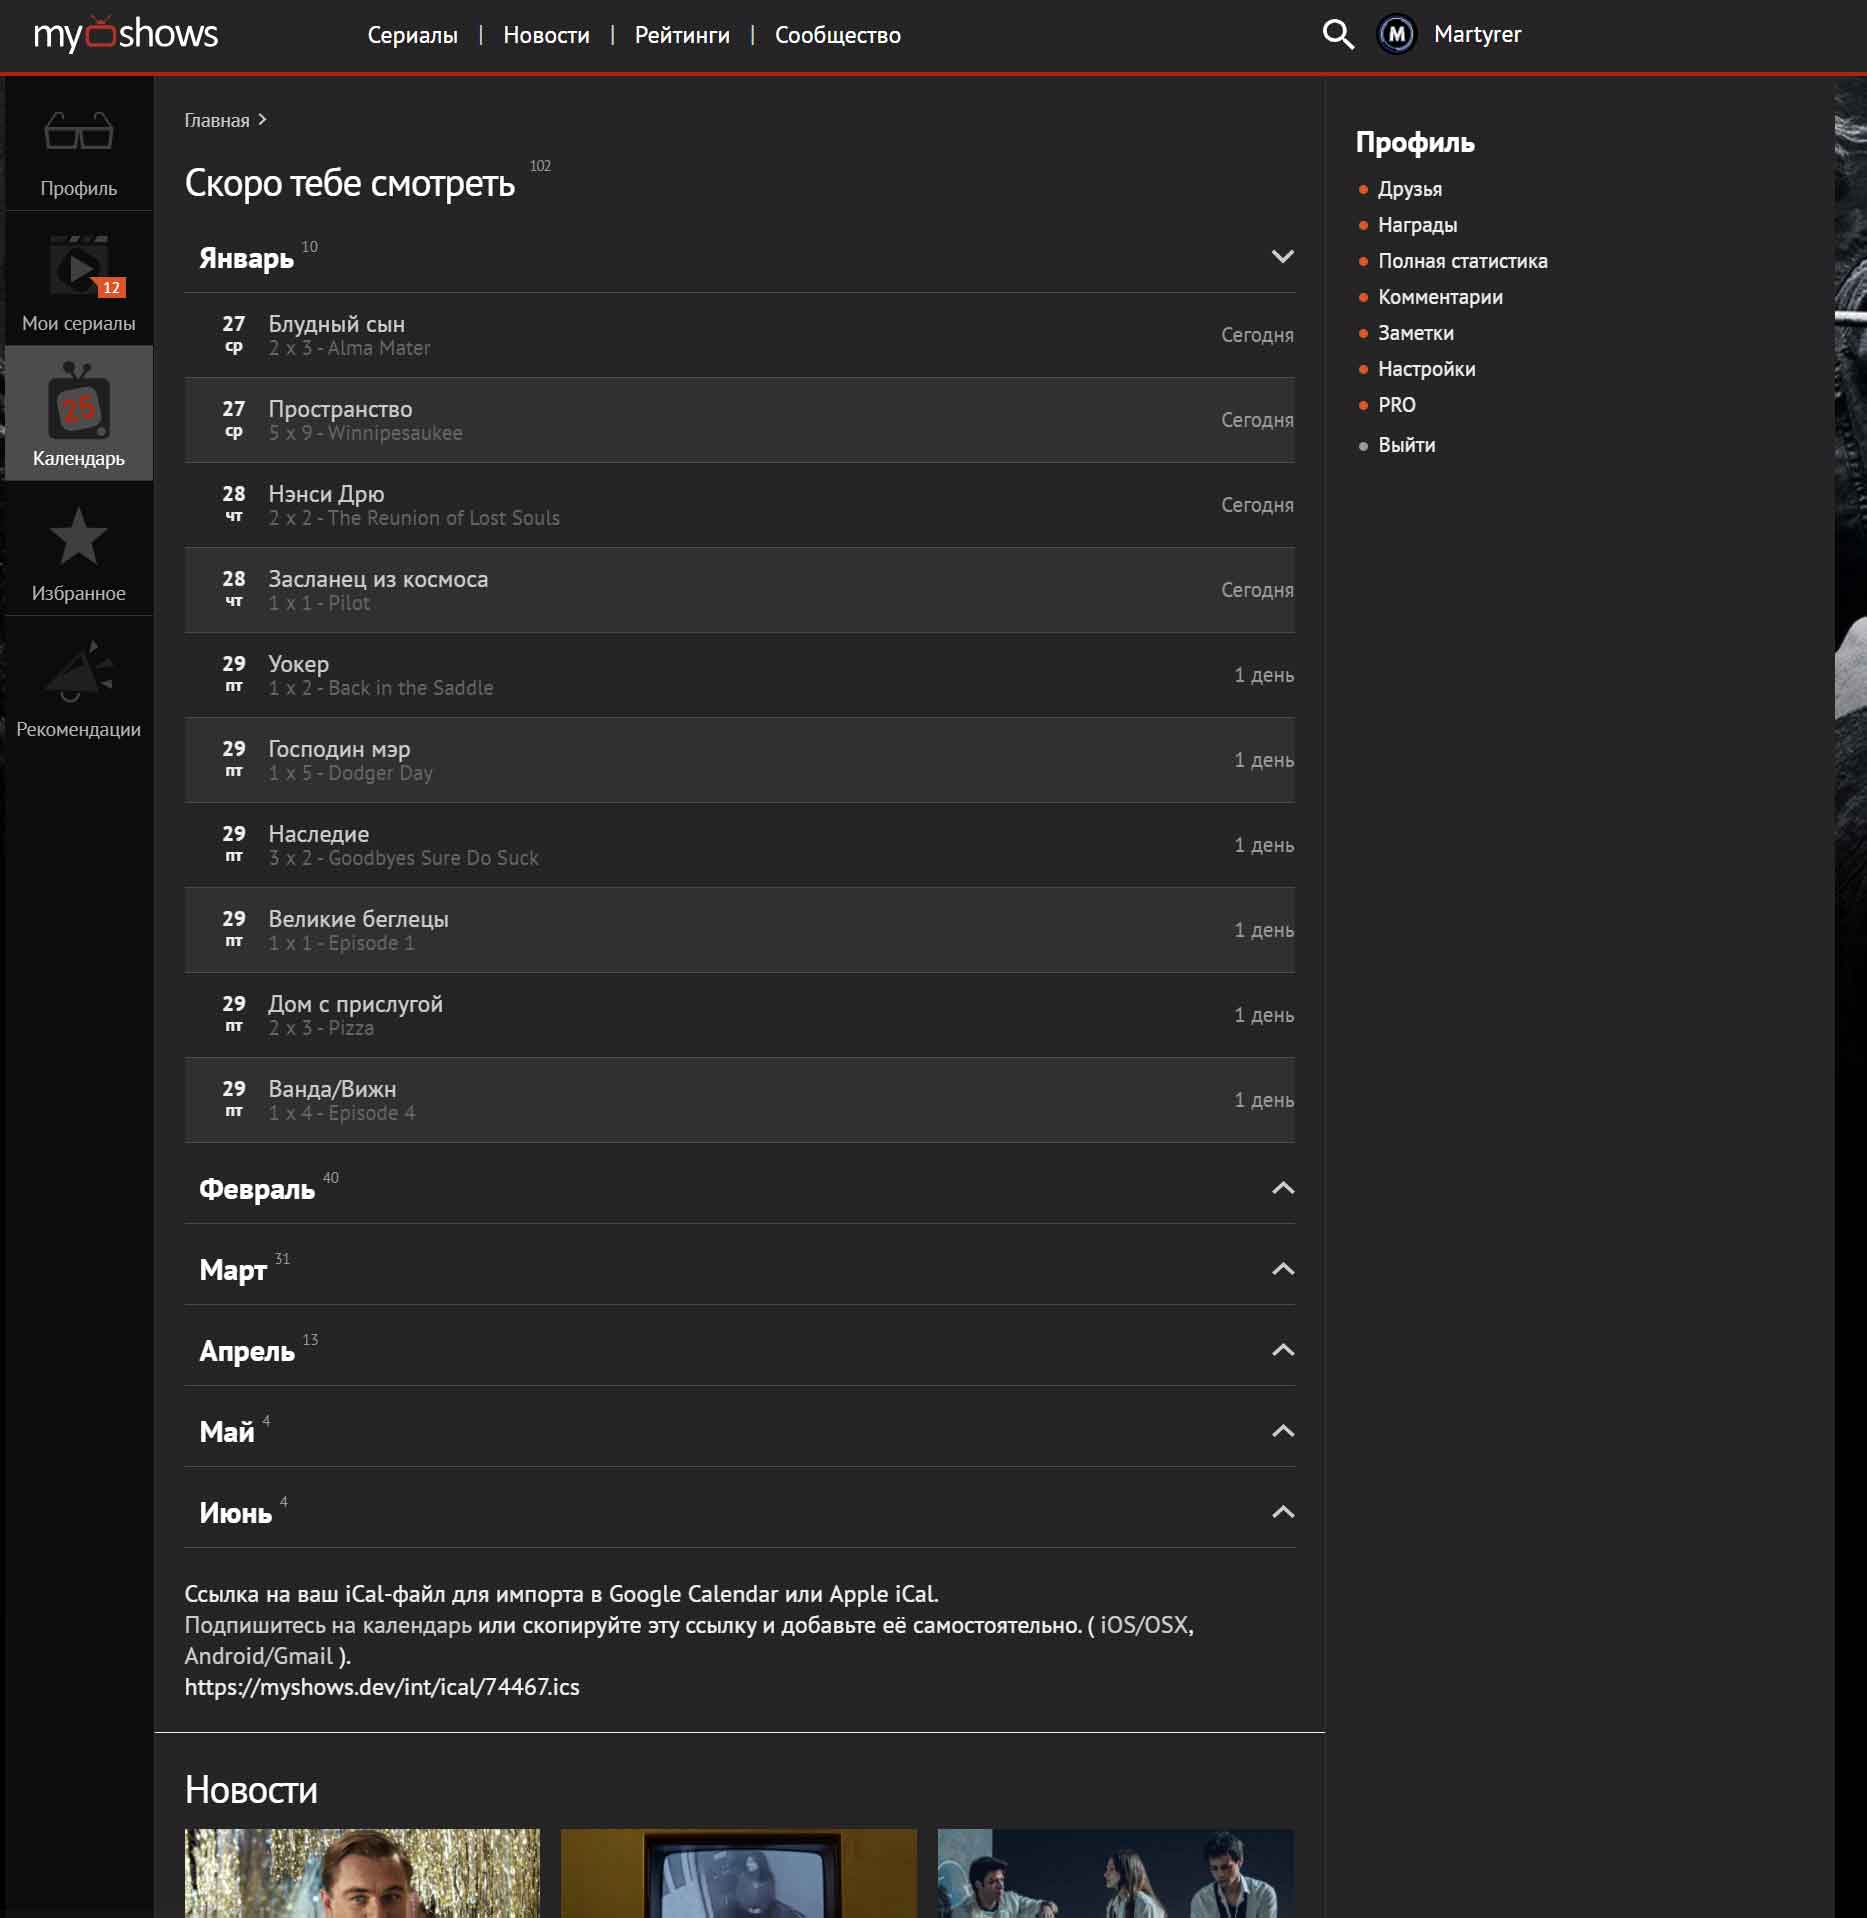 myshows
Сериалы | Новости | Рейтинги | Сообщество
Martyrer
Профиль
12
Мои сериалы
25
Календарь
Избранное
Рекомендации
Главная
Скоро тебе смотреть 102
Январь 10
27 ср Блудный сын Сегодня
2 x 3 - Alma Mater
27 ср Пространство Сегодня
5 x 9 - Winnipesaukee
28 чт Нэнси Дрю Сегодня
2 x 2 - The Reunion of Lost Souls
28 чт Засланец из космоса Сегодня
1 x 1 - Pilot
29 пт Уокер 1 день
1 x 2 - Back in the Saddle
29 пт Господин мэр 1 день
1 x 5 - Dodger Day
29 пт Наследие 1 день
3 x 2 - Goodbyes Sure Do Suck
29 пт Великие беглецы 1 день
1 x 1 - Episode 1
29 пт Дом с прислугой 1 день
2 x 3 - Pizza
29 пт Ванда/Вижн 1 день
1 x 4 - Episode 4
Февраль 40
Март 31
Апрель 13
Май 4
Июнь 4
Ссылка на ваш iCal-файл для импорта в Google Calendar или Apple iCal.
Подпишитесь на календарь или скопируйте эту ссылку и добавьте её самостоятельно. ( iOS/OSX,
Android/Gmail ).
https://myshows.dev/int/ical/74467.ics
Новости
Профиль
Друзья
Награды
Полная статистика
Комментарии
Заметки
Настройки
PRO
Выйти